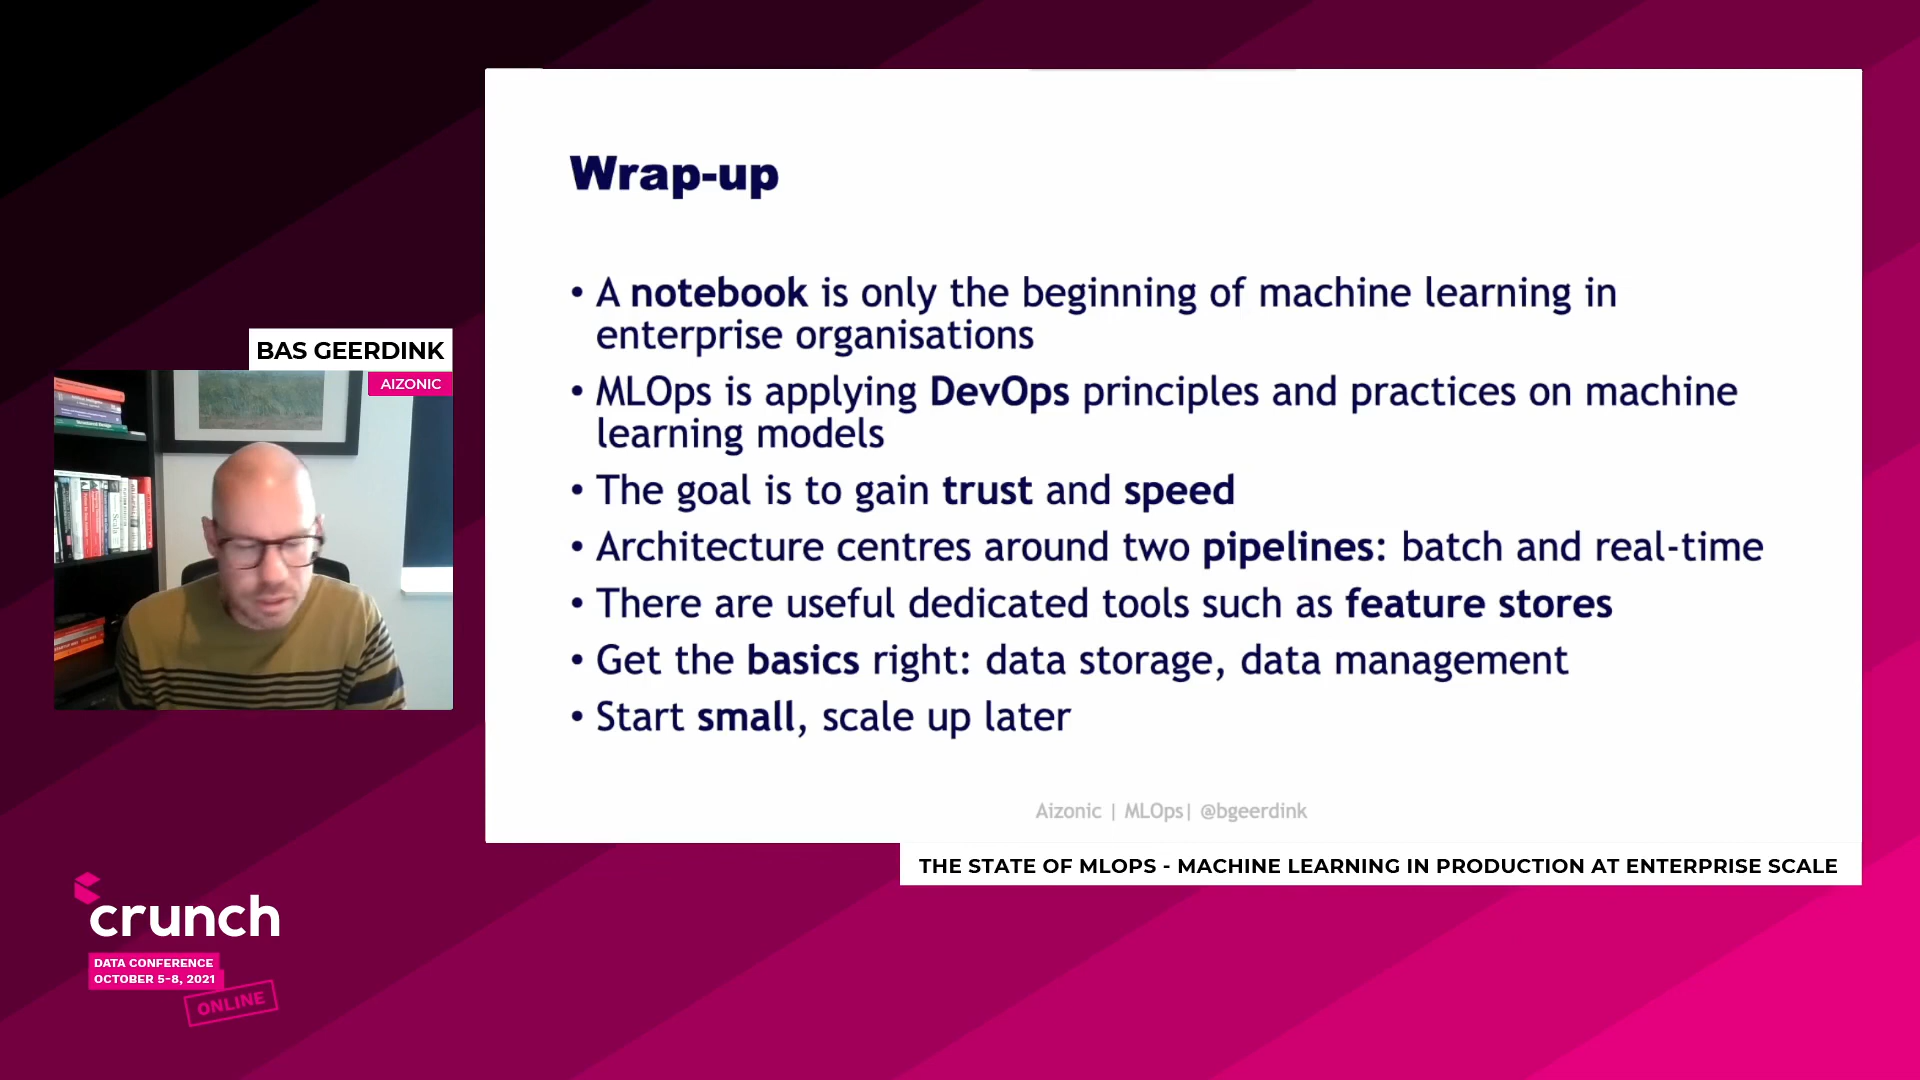 Wrap-up
• A notebook is only the beginning of machine learning in
enterprise organisations
• MLOps is applying DevOps principles and practices on machine
learning models
• The goal is to gain trust and speed
• Architecture centres around two pipelines: batch and real-time
• There are useful dedicated tools such as feature stores
• Get the basics right: data storage, data management
• Start small, scale up later
Aizonic | MLOps| @bgeerdink
BAS GEERDINK
AIZONIC
THE STATE OF MLOPS - MACHINE LEARNING IN PRODUCTION AT ENTERPRISE SCALE
crunch
DATA CONFERENCE
OCTOBER 5-8, 2021
ONLINE